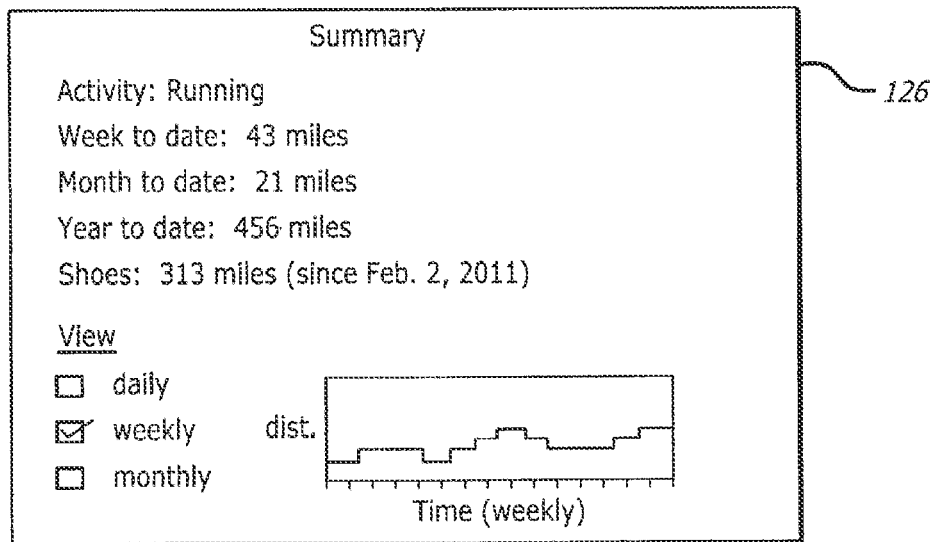 Summary
126
Activity: Running
Week to date: 43 miles
Month to date: 21 miles
Year to date: 456 miles
Shoes: 313 miles (since Feb. 2, 2011)
View
daily
weekly
dist.
monthly
Time (weekly)